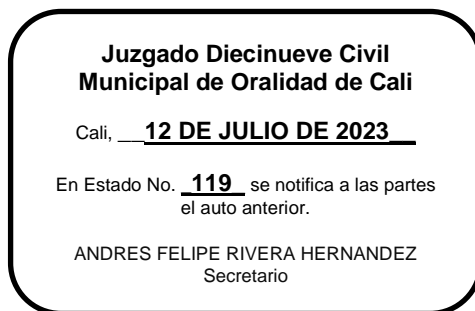 Juzgado Diecinueve Civil
Municipal de Oralidad de Cali
Cali, __12 DE JULIO DE 2023__
En Estado No. _119_ se notifica a las partes
el auto anterior.
ANDRES FELIPE RIVERA HERNANDEZ
Secretario